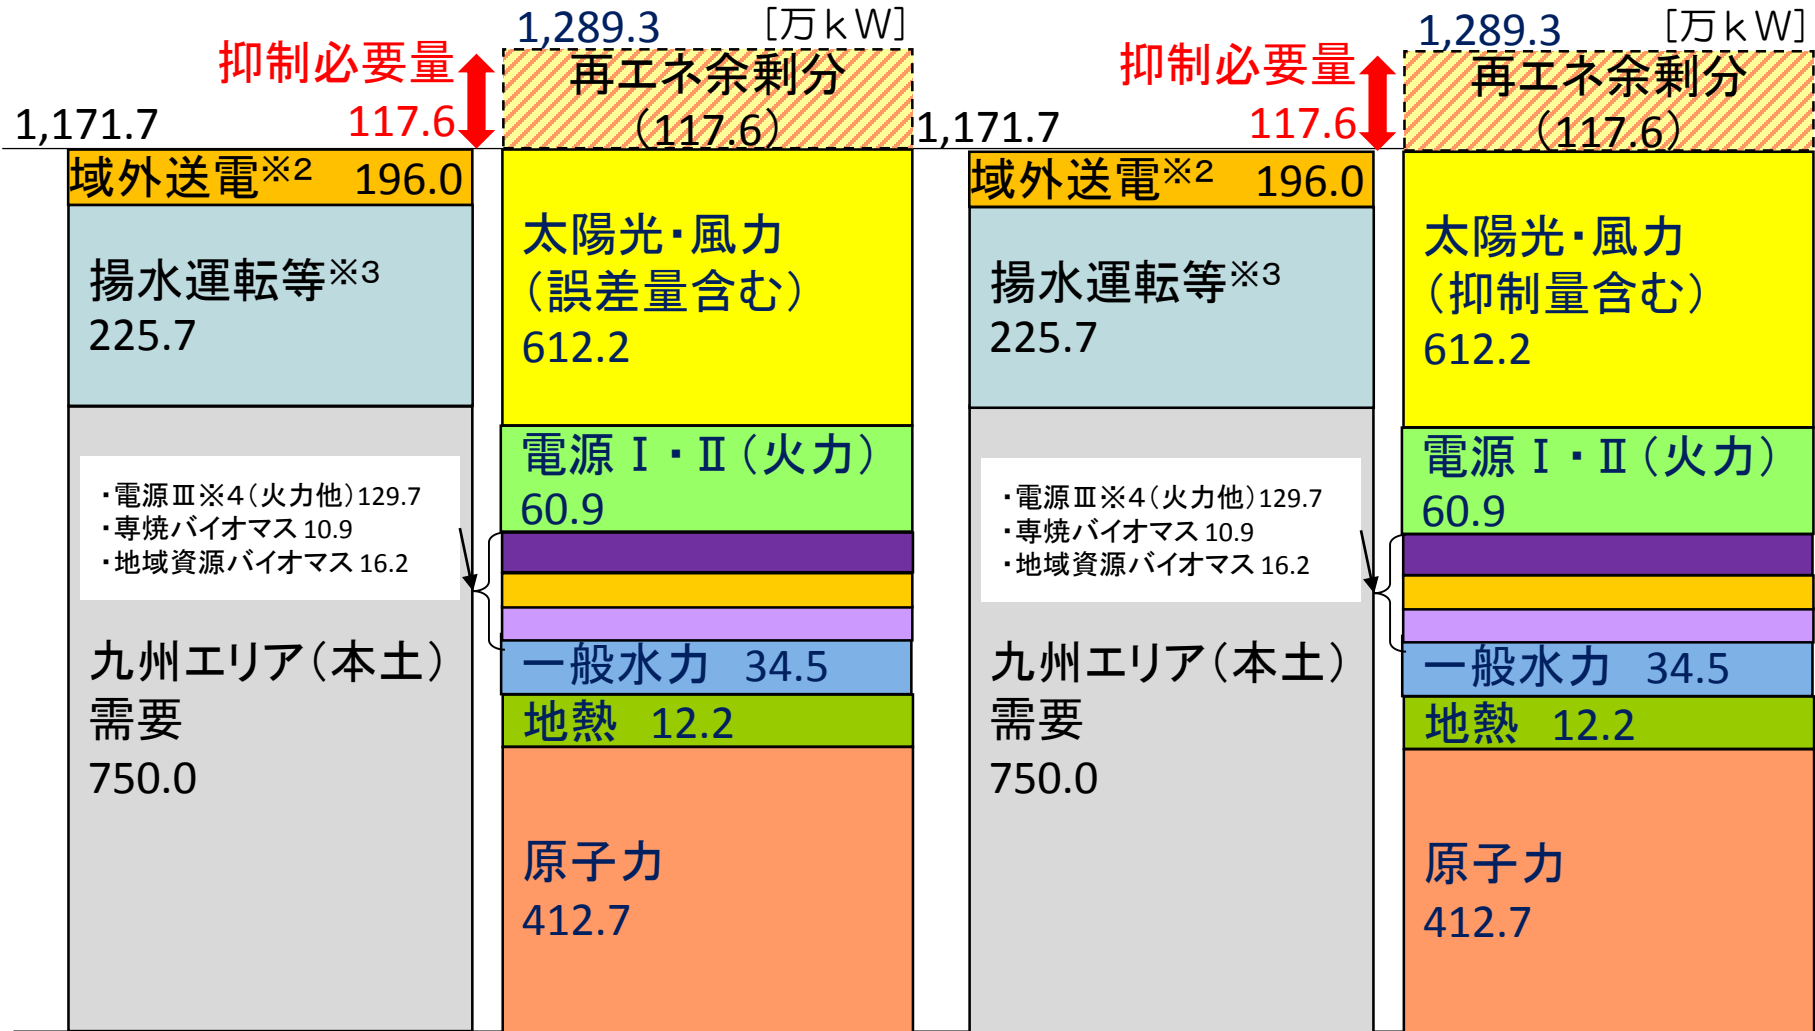 1,289.3 [万kW]
抑制必要量
117.6
再エネ余剰分
(117.6)
1,171.7
域外送電※2 196.0
揚水運転等※3
225.7
・電源Ⅲ※4(火力他)129.7
・専焼バイオマス 10.9
・地域資源バイオマス 16.2
九州エリア(本土)
需要
750.0
太陽光・風力
(誤差量含む)
612.2
電源Ⅰ・Ⅱ(火力)
60.9
一般水力 34.5
地熱 12.2
原子力
412.7
1,289.3 [万kW]
抑制必要量
117.6
再エネ余剰分
(117.6)
1,171.7
域外送電※2 196.0
揚水運転等※3
225.7
・電源Ⅲ※4(火力他)129.7
・専焼バイオマス 10.9
・地域資源バイオマス 16.2
九州エリア(本土)
需要
750.0
太陽光・風力
(抑制量含む)
612.2
電源Ⅰ・Ⅱ(火力)
60.9
一般水力 34.5
地熱 12.2
原子力
412.7